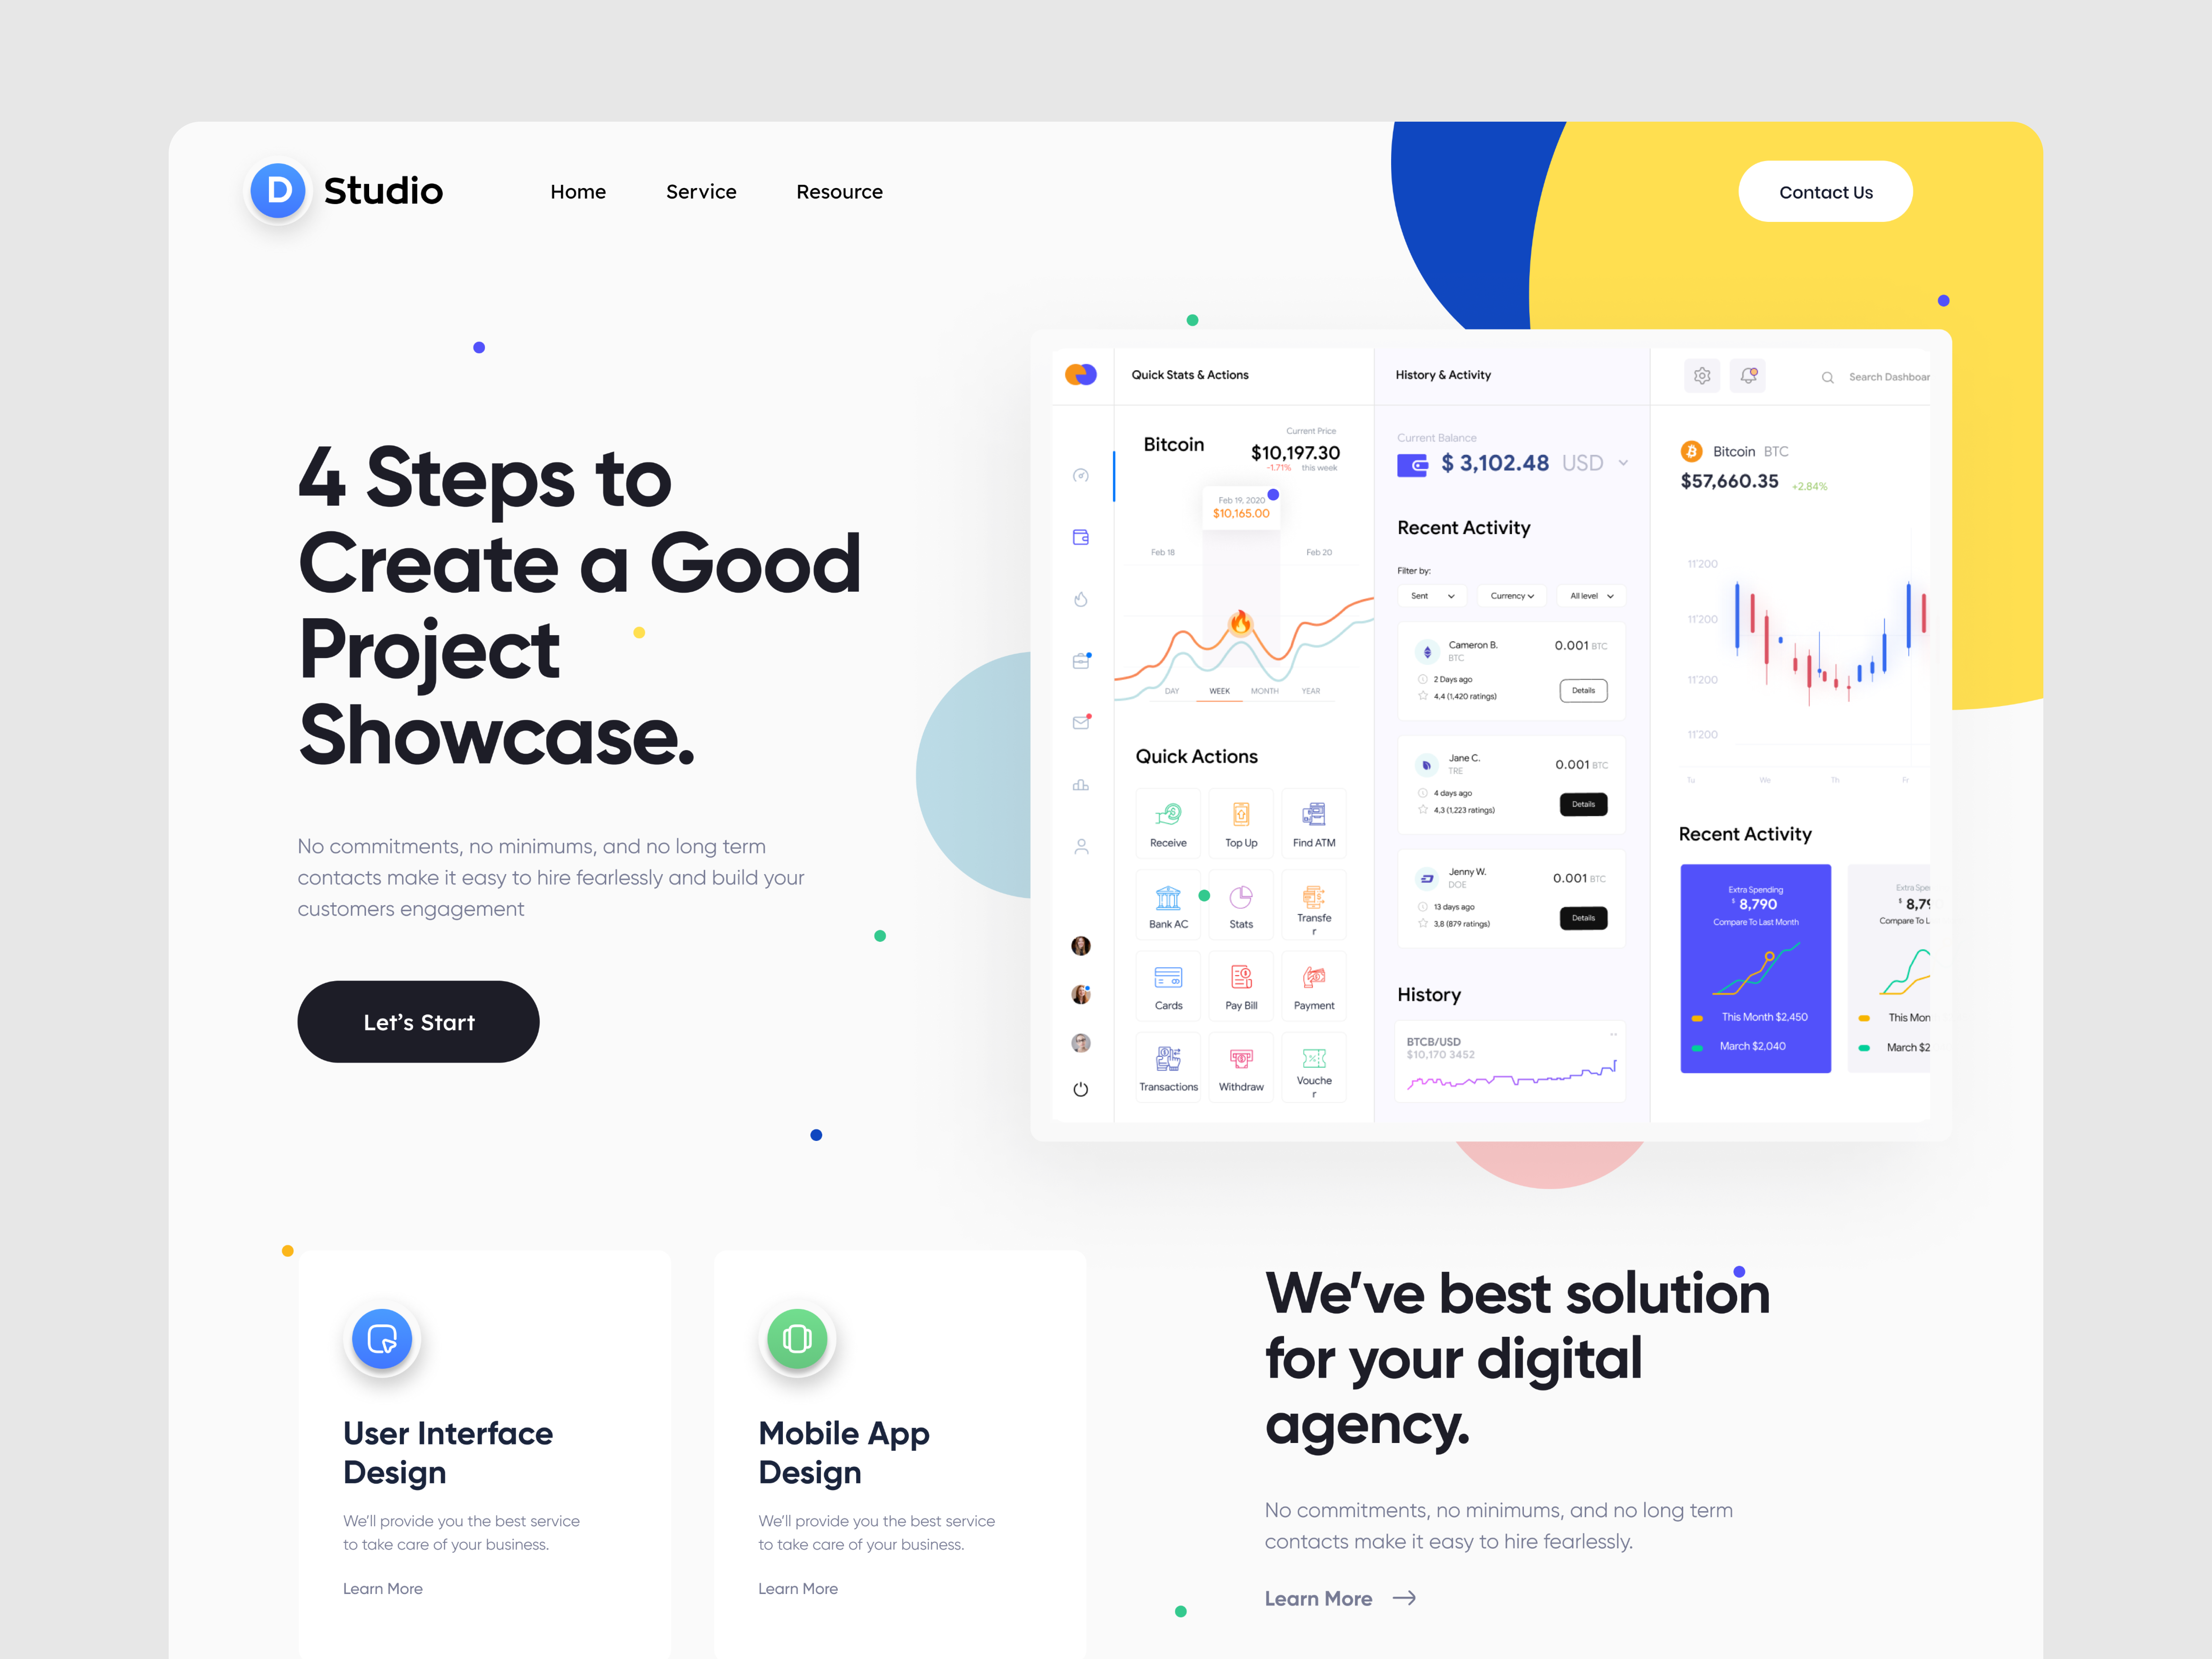 D Studio
Home
Service
Resource
Contact Us
4 Steps to
Create a Good
Project
Showcase.
No commitments, no minimums, and no long term
contacts make it easy to hire fearlessly and build your
customers engagement
Let's Start
Quick Stats & Actions
Bitcoin
Current Price
$10,197.30
-1.71% this week
Feb 19, 2020
$10,165.00
Feb 18
Feb 20
DAY
WEEK
MONTH
YEAR
Quick Actions
Receive
Top Up
Find ATM
Bank AC
Stats
Transfe
r
Cards
Pay Bill
Payment
Transactions
Withdraw
Vouche
r
History & Activity
Current Balance
$ 3,102.48 USD
Recent Activity
Filter by:
Sent
Currency
All level
Cameron B.
BTC
0.001 BTC
2 Days ago
4,4 (1,420 ratings)
Details
Jane C.
TRE
0.001 BTC
4 days ago
4,3 (1,223 ratings)
Details
Jenny W.
DOE
0.001 BTC
13 days ago
3,8 (879 ratings)
Details
History
BTCB/USD
$10,170 3452
Search Dashboar
Bitcoin BTC
$57,660.35 +2.84%
11'200
11'200
11'200
11'200
Tu
We
Th
Fr
Recent Activity
Extra Spending
$ 8,790
Compare To Last Month
This Month $2,450
March $2,040
Extra Spe
$ 8,79
Compare To L
This Mon
March $2
User Interface
Design
We'll provide you the best service
to take care of your business.
Learn More
Mobile App
Design
We'll provide you the best service
to take care of your business.
Learn More
We've best solution
for your digital
agency.
No commitments, no minimums, and no long term
contacts make it easy to hire fearlessly.
Learn More